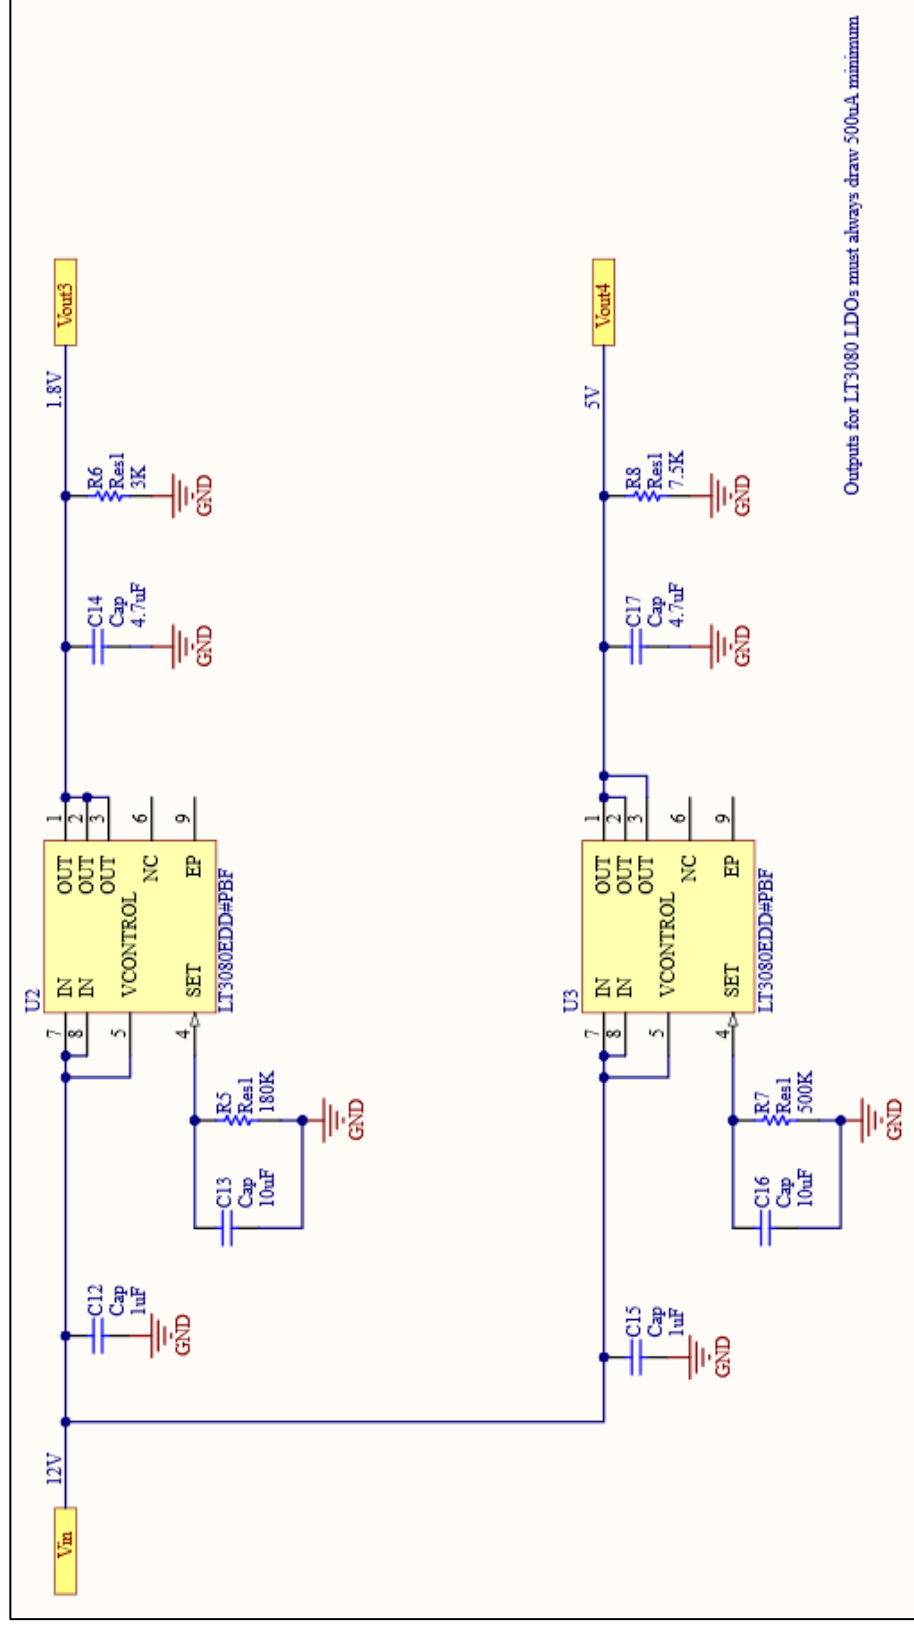 Vin
12V
C12
Cap
1uF
GND
C13
Cap
10uF
R5
Res1
180K
GND
U2
7
8
5
4
IN
IN
VCONTROL
SET
OUT
OUT
OUT
NC
EP
1
2
3
6
9
LT3080EDD#PBF
C14
Cap
4.7uF
GND
R6
Res1
3K
GND
1.8V
Vout3
C15
Cap
1uF
GND
C16
Cap
10uF
R7
Res1
500K
GND
U3
7
8
5
4
IN
IN
VCONTROL
SET
OUT
OUT
OUT
NC
EP
1
2
3
6
9
LT3080EDD#PBF
C17
Cap
4.7uF
GND
R8
Res1
7.5K
GND
5V
Vout4
Outputs for LT3080 LDOs must always draw 500uA minimum